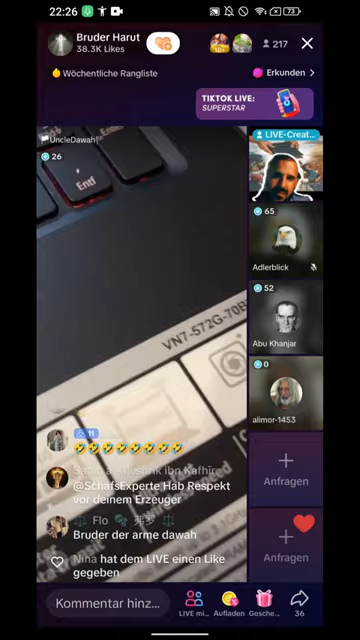 22:26
73
Bruder Harut
38.3K Likes
217
Wöchentliche Rangliste
Erkunden
TIKTOK LIVE:
SUPERSTAR
UncleDawah
26
LIVE-Creat...
Entf
65
Adlerblick
52
Abu Khanjar
VN7-572G-70B
0
alimor-1453
Anfragen
11
@SchafsExperte Hab Respekt
vor deinem Erzeuger
Flo
Bruder der arme dawah
Anfragen
Nina hat dem LIVE einen Like
gegeben
Kommentar hinz...
LIVE mi...
Aufladen
Gesche...
36